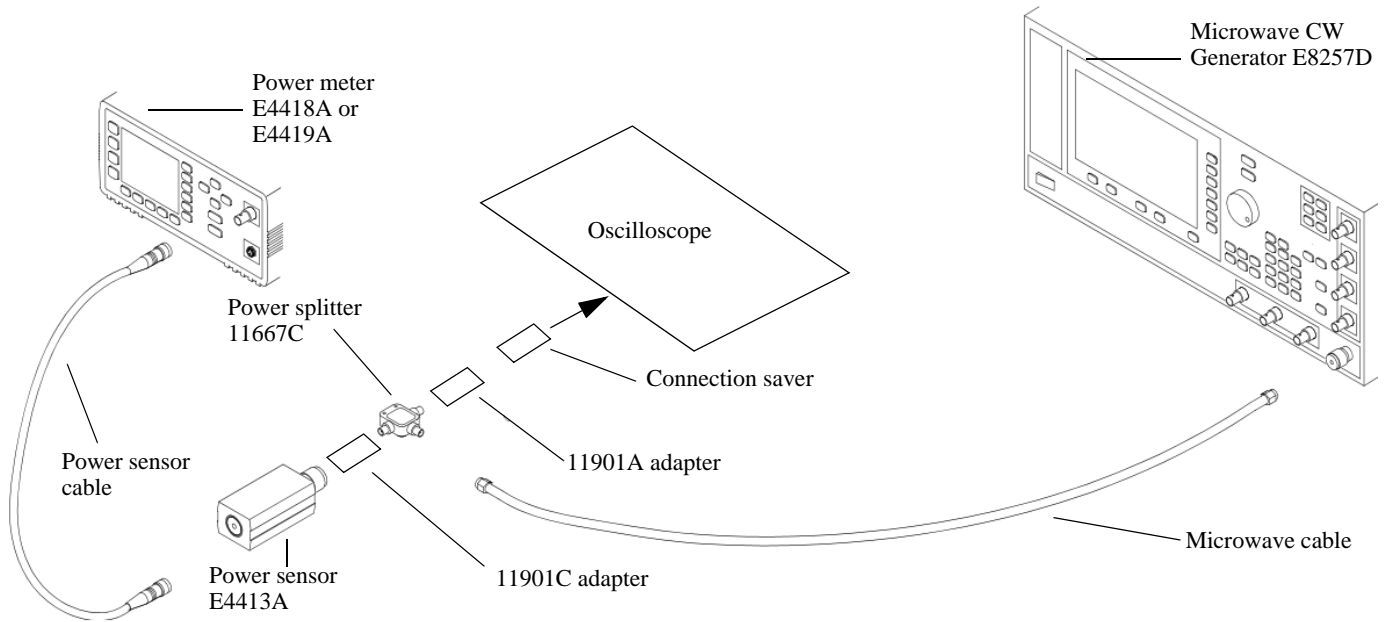 Microwave CW
Generator E8257D
Power meter
E4418A or
E4419A
Oscilloscope
Power splitter
11667C
Connection saver
Power sensor
cable
11901A adapter
Microwave cable
Power sensor
E4413A
11901C adapter